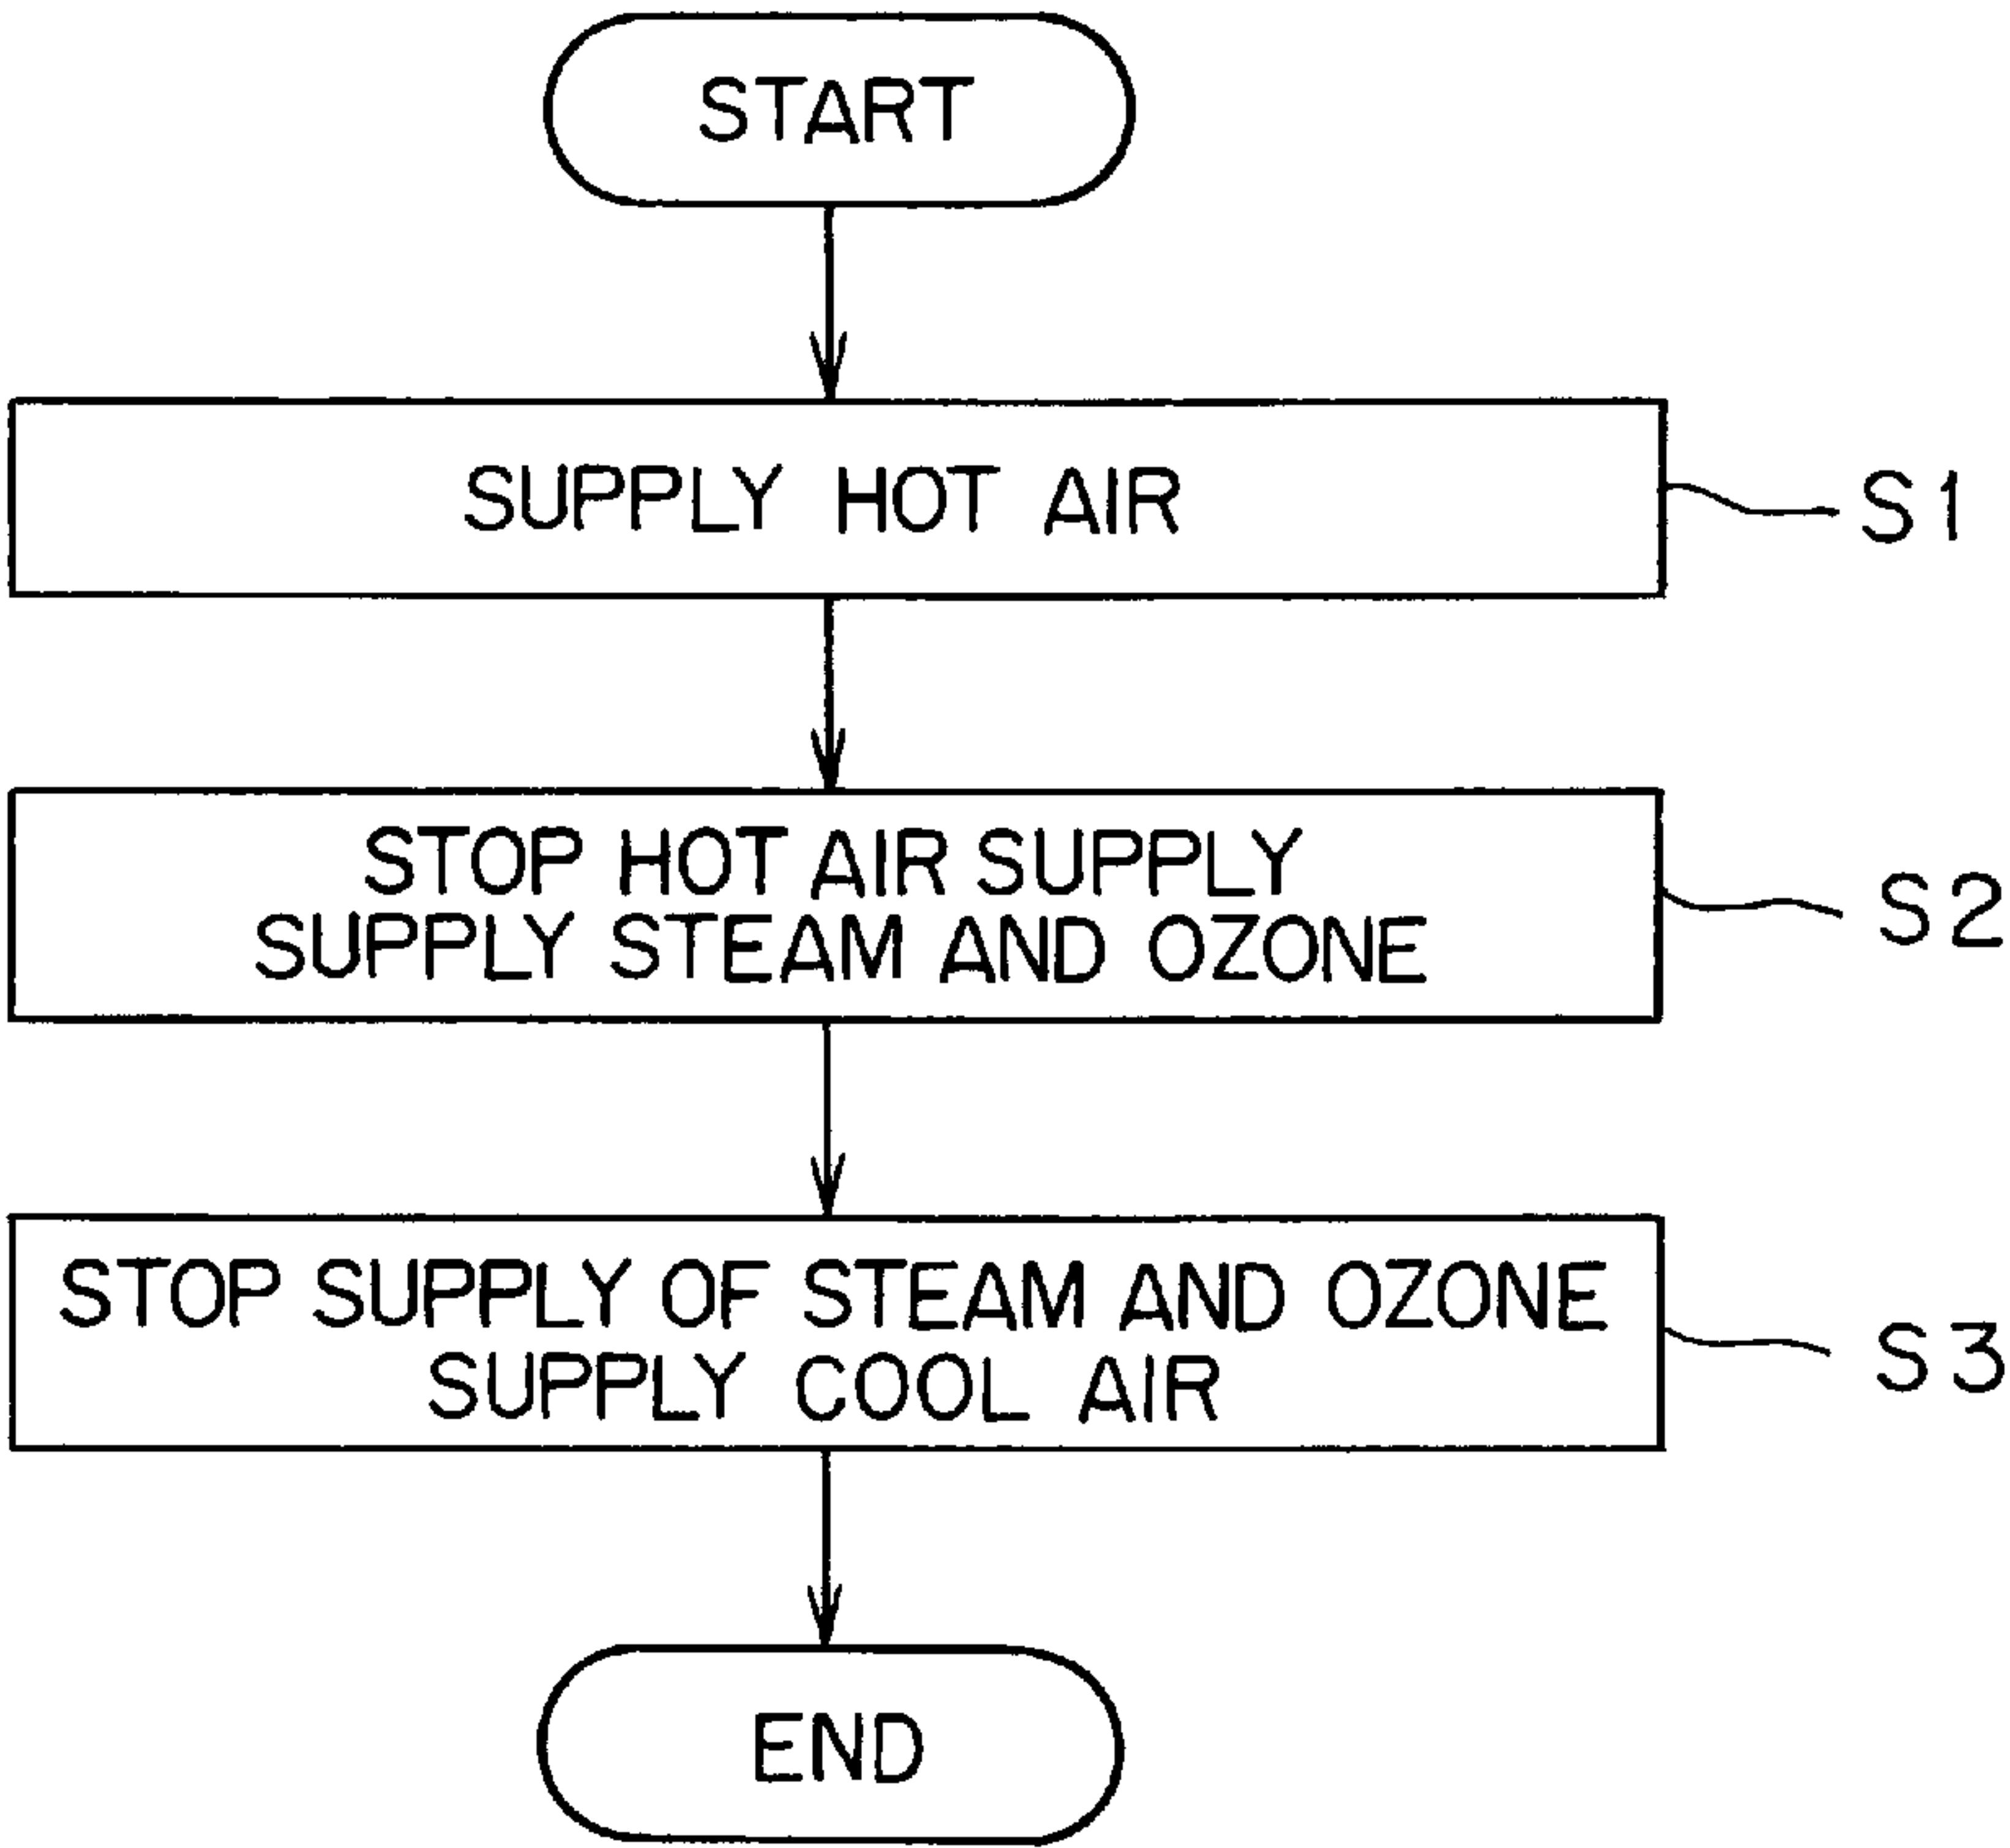 START
SUPPLY HOT AIR
S1
STOP HOT AIR SUPPLY
SUPPLY STEAM AND OZONE
S2
STOP SUPPLY OF STEAM AND OZONE
SUPPLY COOL AIR
S3
END